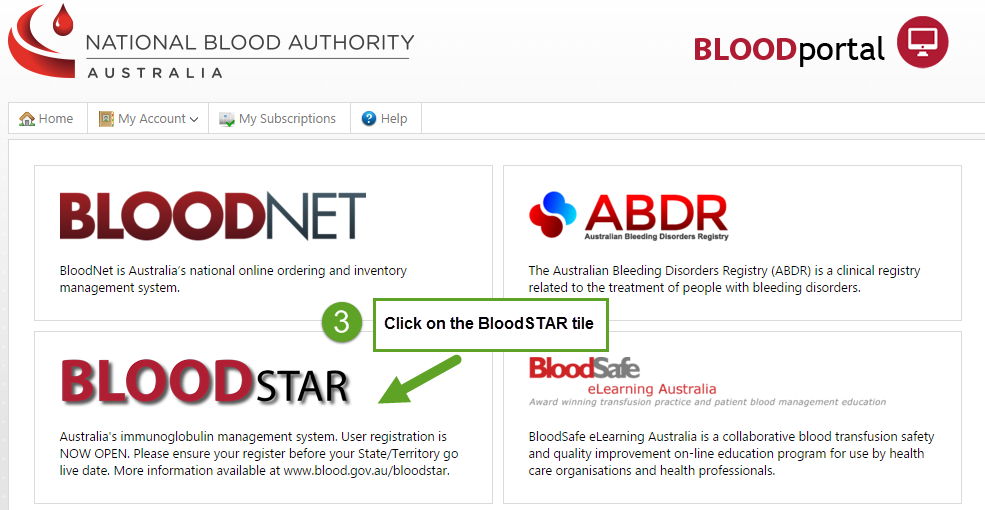 NATIONAL BLOOD AUTHORITY
AUSTRALIA
BLOODportal
Home
My Account
My Subscriptions
Help
BLOODNET
BloodNet is Australia's national online ordering and inventory
management system.
ABDR
Australian Bleeding Disorders Registry
The Australian Bleeding Disorders Registry (ABDR) is a clinical registry
related to the treatment of people with bleeding disorders.
3
Click on the BloodSTAR tile
BLOODSTAR
Australia's immunoglobulin management system. User registration is
NOW OPEN. Please ensure your register before your State/Territory go
live date. More information available at www.blood.gov.au/bloodstar.
BloodSafe
eLearning Australia
Award winning transfusion practice and patient blood management education
BloodSafe eLearning Australia is a collaborative blood transfusion safety
and quality improvement on-line education program for use by health
care organisations and health professionals.